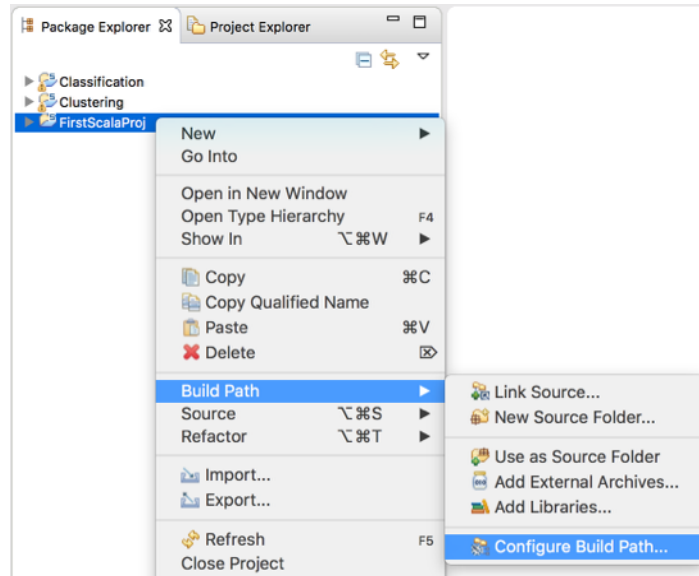 Package Explorer Project Explorer
Classification
Clustering
FirstScalaProj
New
Go Into
Open in New Window
Open Type Hierarchy F4
Show In ⌥⌘W
Copy ⌘C
Copy Qualified Name
Paste ⌘V
Delete ⌦
Build Path
Source ⌥⌘S
Refactor ⌥⌘T
Import...
Export...
Refresh F5
Close Project
Link Source...
New Source Folder...
Use as Source Folder
Add External Archives...
Add Libraries...
Configure Build Path...